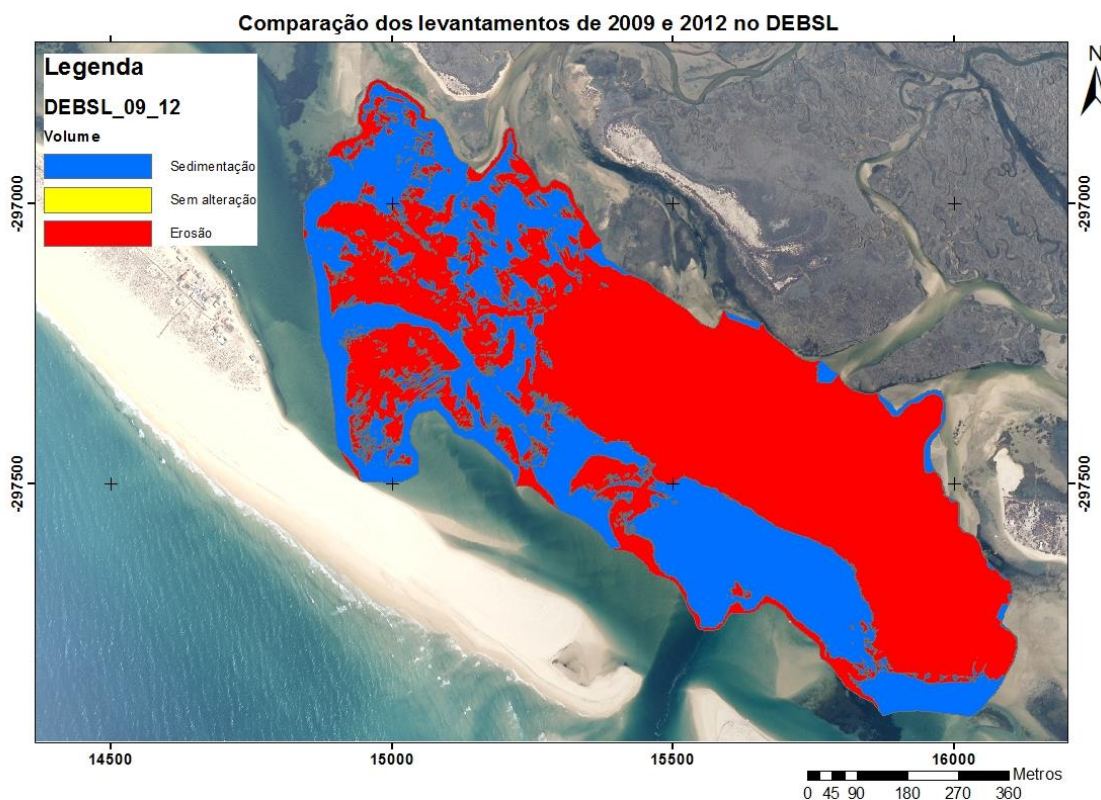 Comparação dos levantamentos de 2009 e 2012 no DEBSL
Legenda
DEBSL_09_12
Volume
Sedimentação
Sem alteração
Erosão
N
-297000
-297000
-297500
-297500
14500
15000
15500
16000
Metros
0 45 90 180 270 360